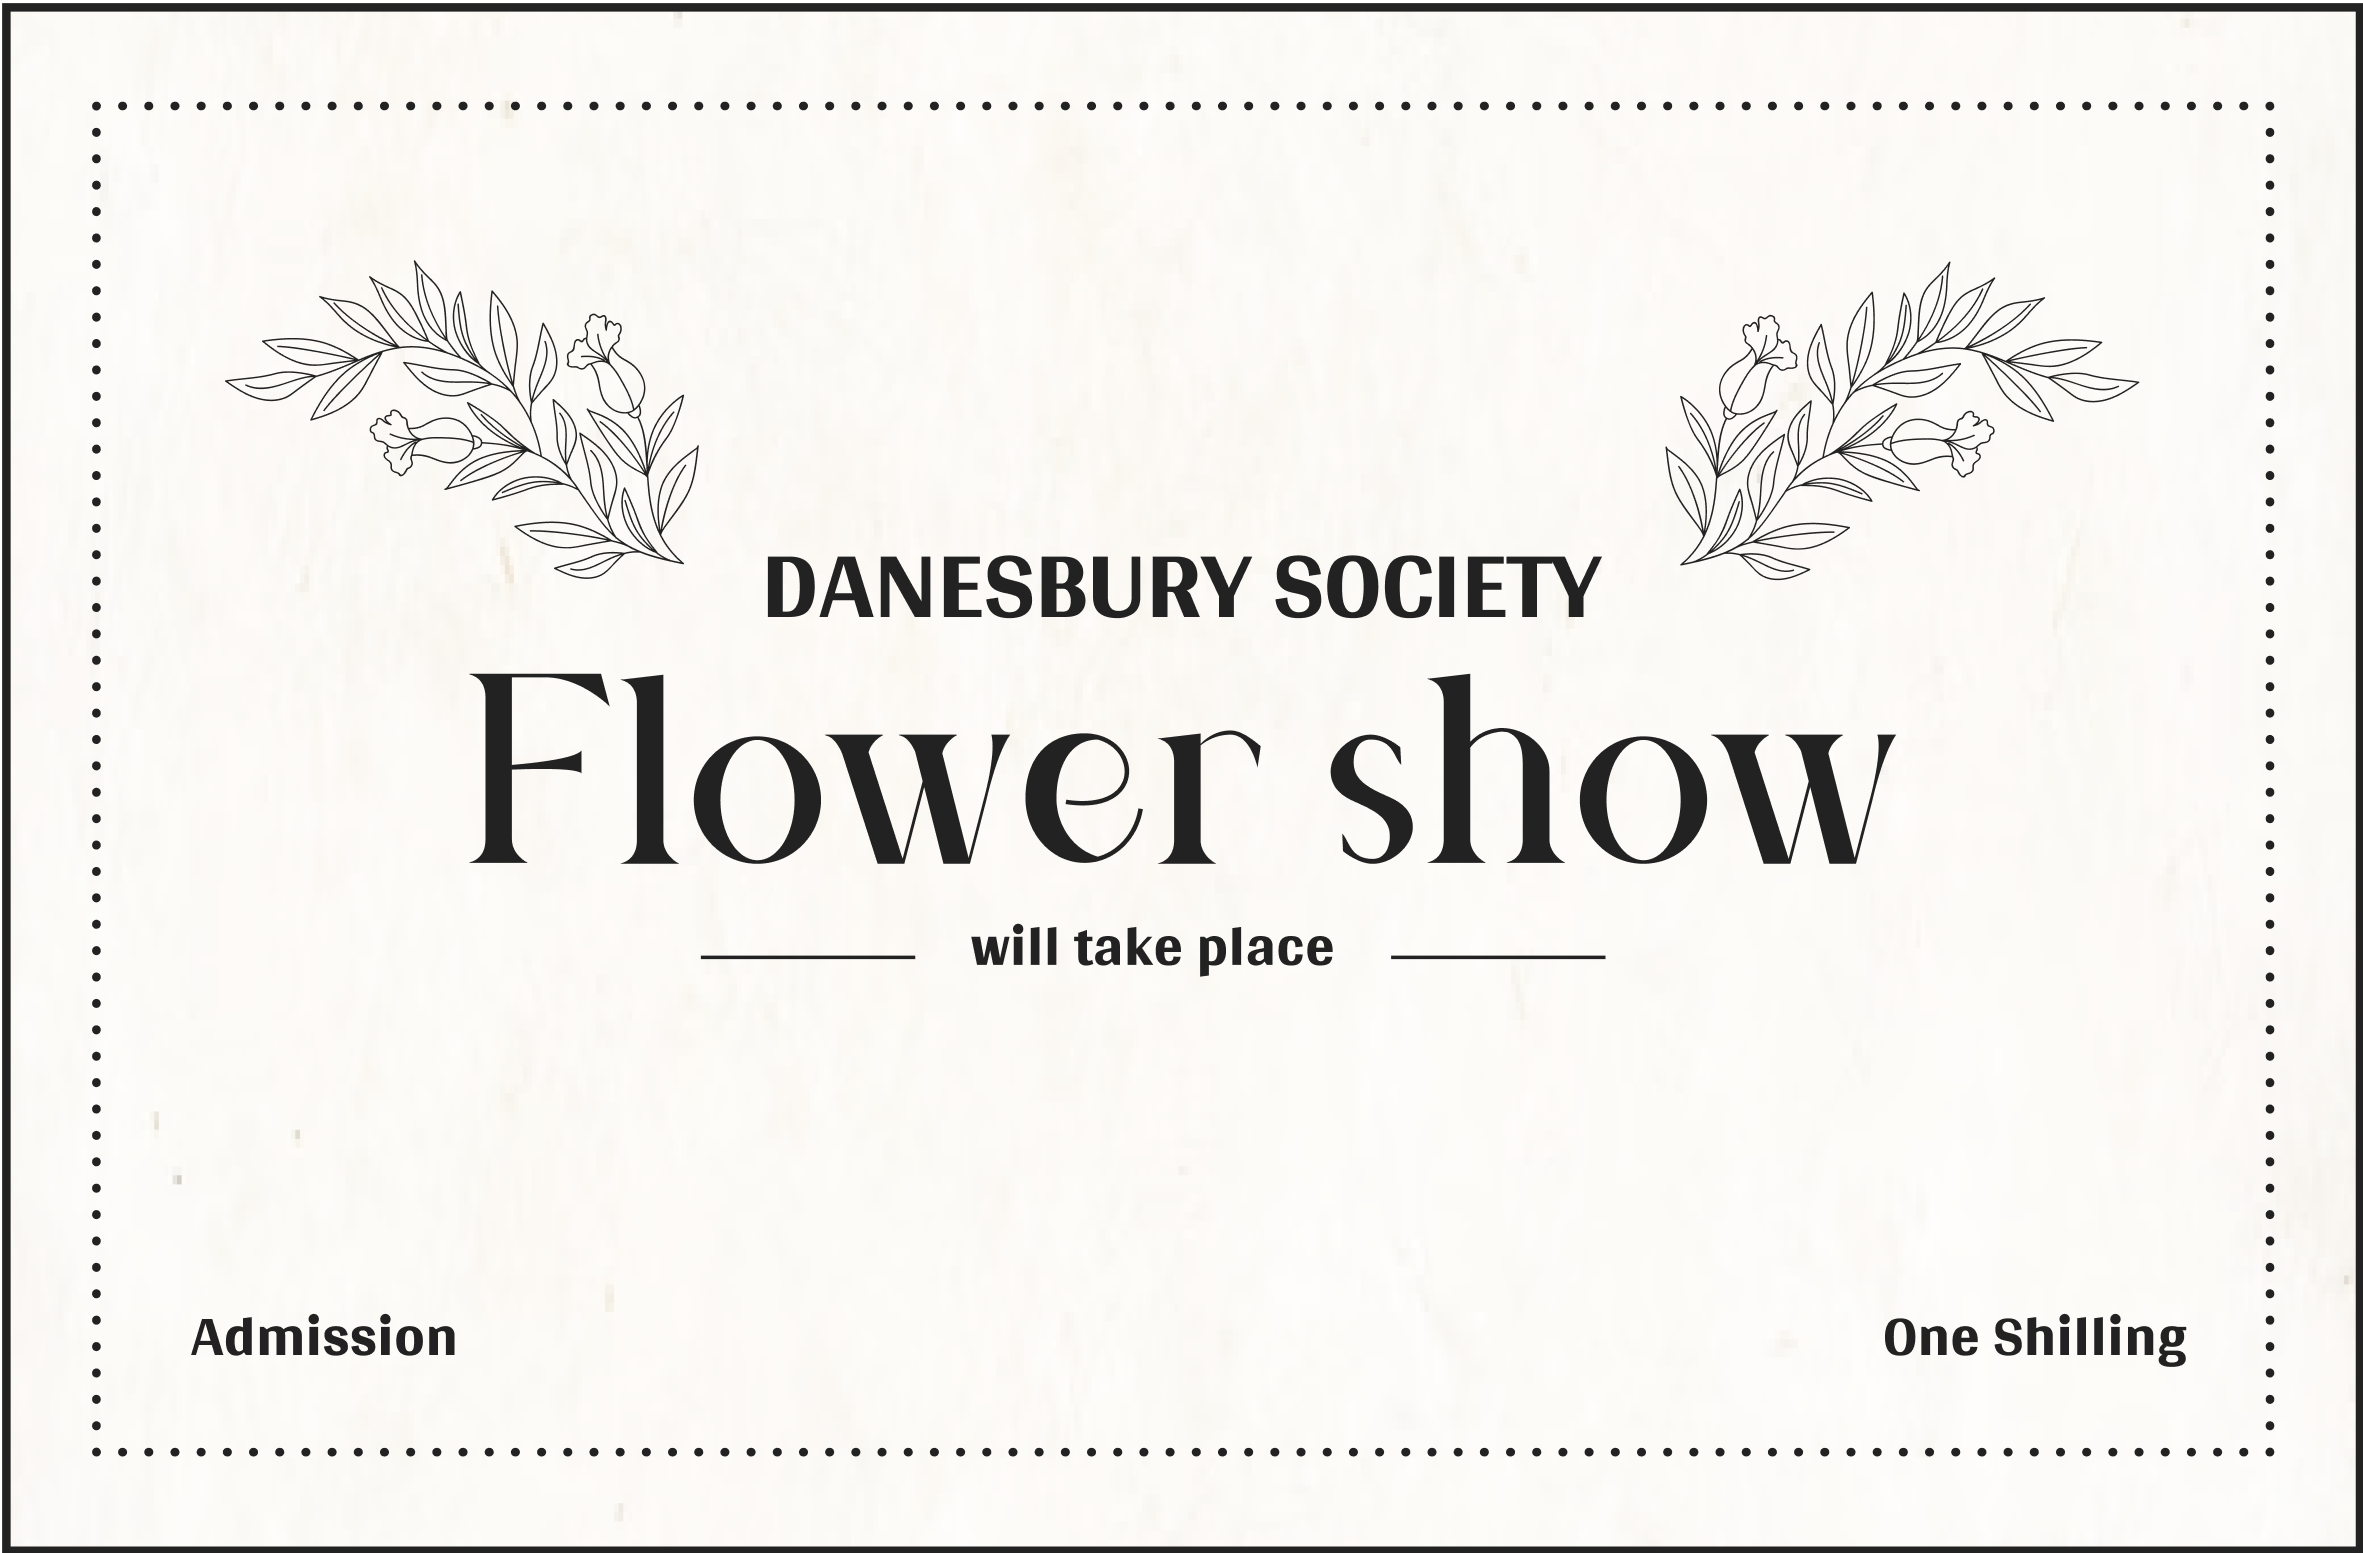 DANESBURY SOCIETY
Flower show
will take place
Admission
One Shilling